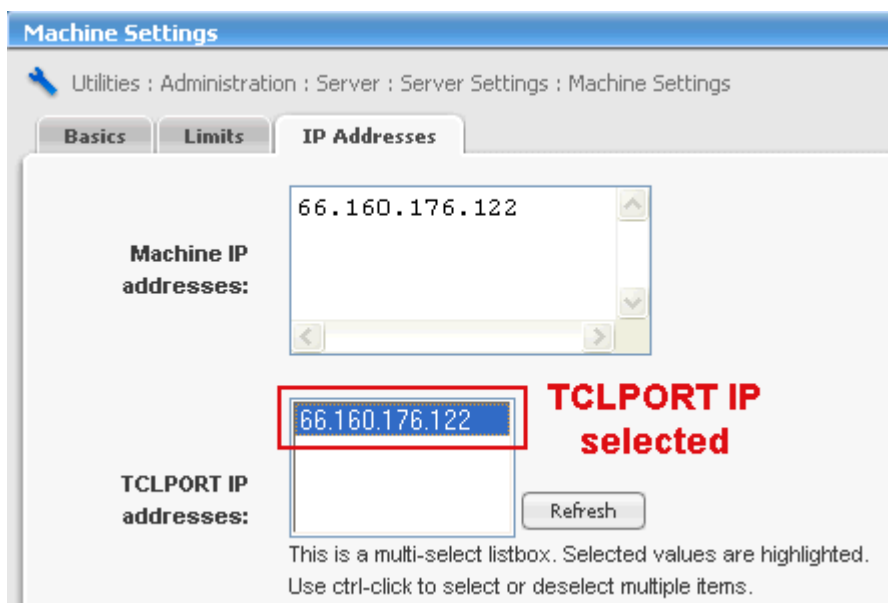 Machine Settings
Utilities : Administration : Server : Server Settings : Machine Settings
Basics Limits IP Addresses
66.160.176.122
Machine IP
addresses:
TCLPORT IP
selected
66.160.176.122
TCLPORT IP
addresses:
Refresh
This is a multi-select listbox. Selected values are highlighted.
Use ctrl-click to select or deselect multiple items.